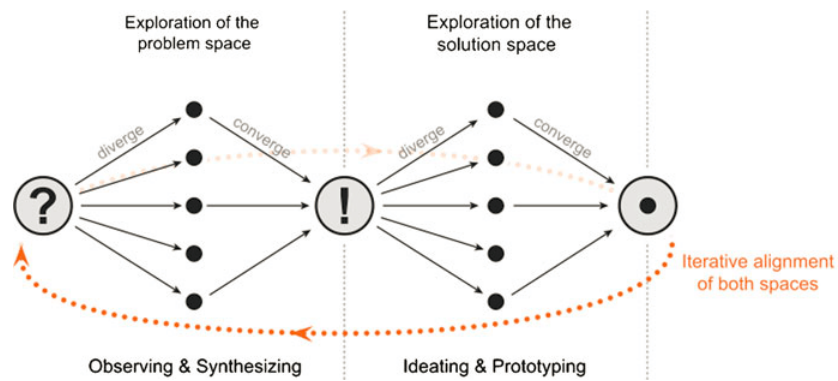 Exploration of the
problem space
Exploration of the
solution space
diverge
converge
diverge
converge
?
!
Iterative alignment
of both spaces
Observing & Synthesizing
Ideating & Prototyping